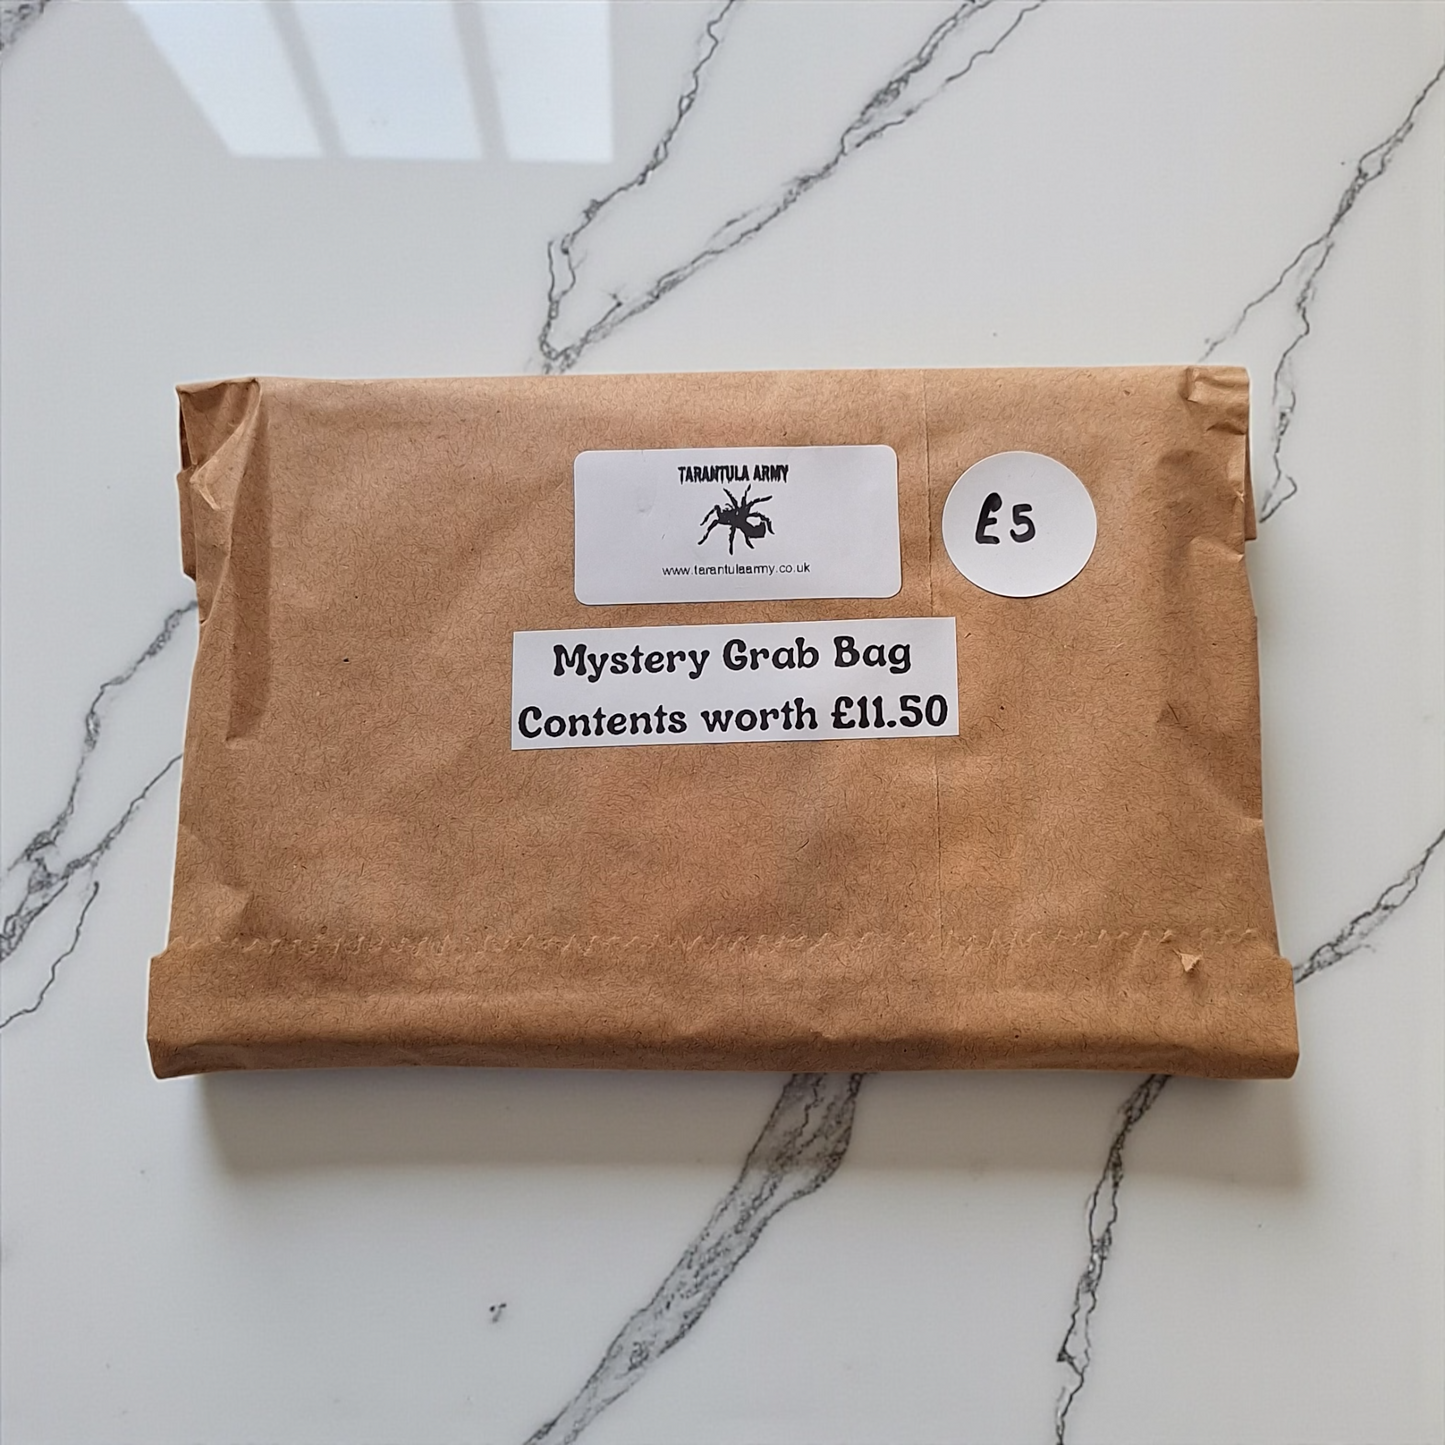 TARANTULA ARMY
www.tarantulaarmy.co.uk
£5
Mystery Grab Bag
Contents worth £11.50